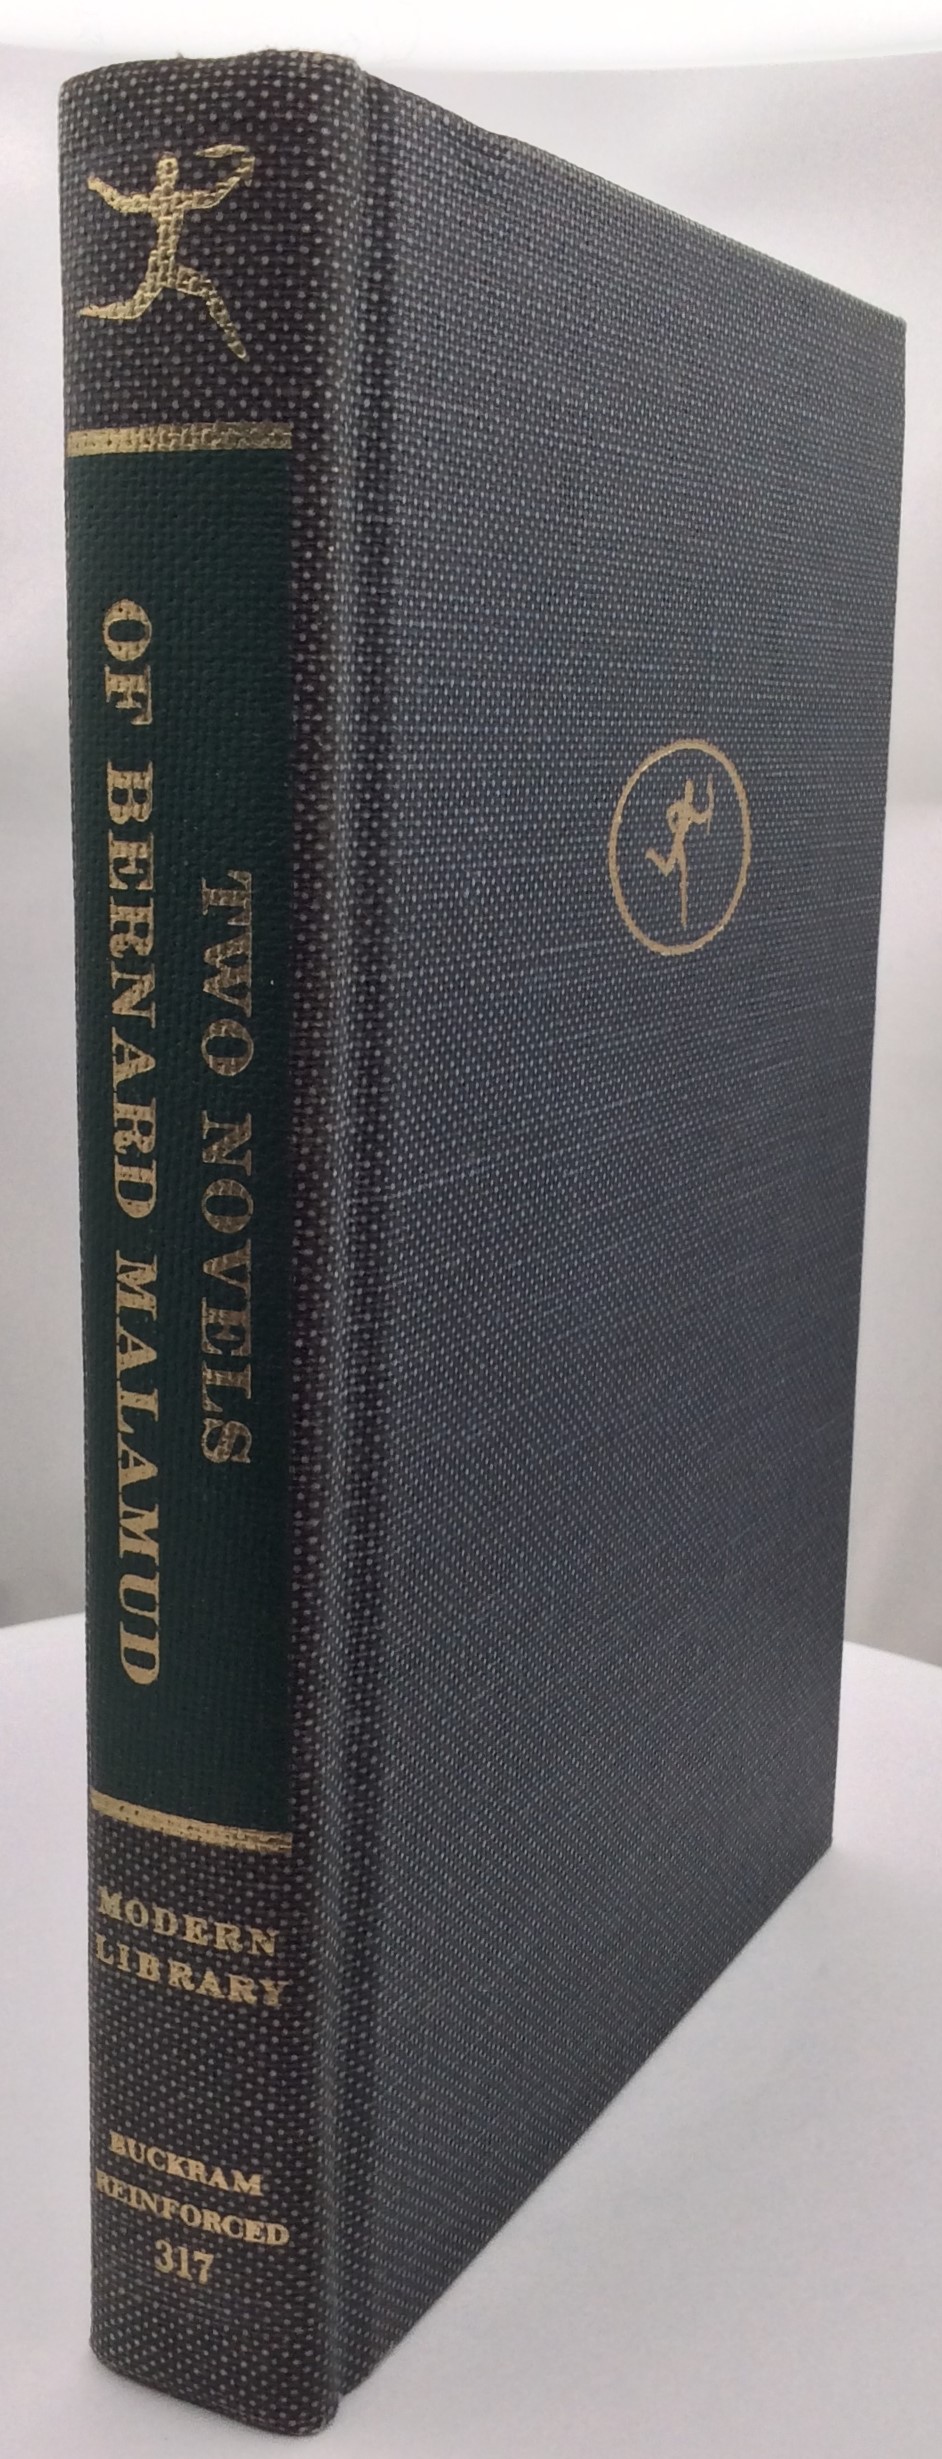 TWO NOVELS
OF BERNARD MALAMUD
MODERN
LIBRARY
BUCKRAM
REINFORCED
317